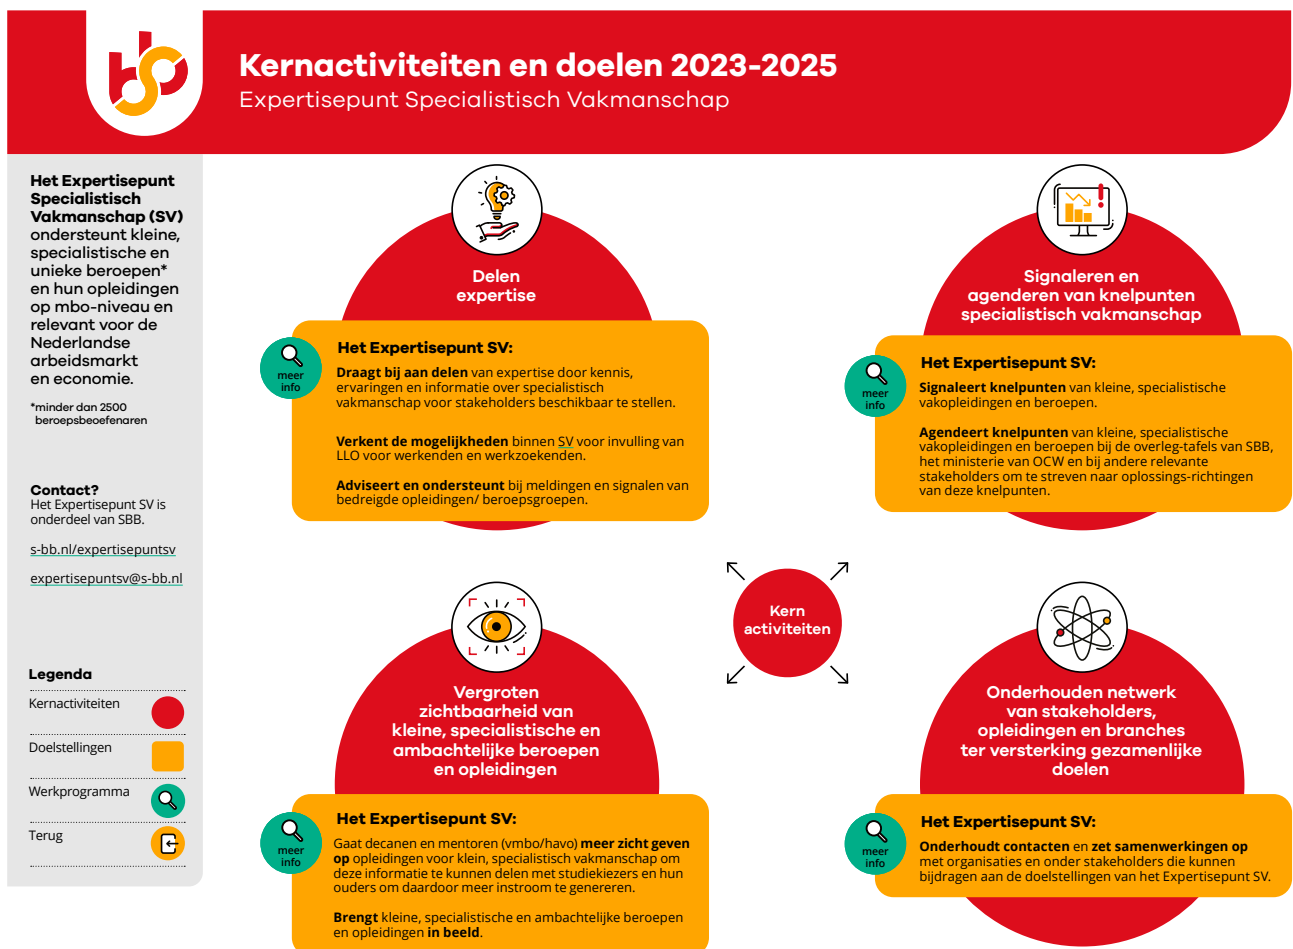 Kernactiviteiten en doelen 2023-2025
Expertisepunt Specialistisch Vakmanschap
Het Expertisepunt
Specialistisch
Vakmanschap (SV)
ondersteunt kleine,
specialistische en
unieke beroepen*
en hun opleidingen
op mbo-niveau en
relevant voor de
Nederlandse
arbeidsmarkt
en economie.
*minder dan 2500
beroepsbeoefenaren
Contact?
Het Expertisepunt SV is
onderdeel van SBB.
s-bb.nl/expertisepuntsv
expertisepuntsv@s-bb.nl
Legenda
Kernactiviteiten
Doelstellingen
Werkprogramma
Terug
Delen
expertise
meer
info
Het Expertisepunt SV:
Draagt bij aan delen van expertise door kennis,
ervaringen en informatie over specialistisch
vakmanschap voor stakeholders beschikbaar te stellen.
Verkent de mogelijkheden binnen SV voor invulling van
LLO voor werkenden en werkzoekenden.
Adviseert en ondersteunt bij meldingen en signalen van
bedreigde opleidingen/ beroepsgroepen.
Signaleren en
agenderen van knelpunten
specialistisch vakmanschap
meer
info
Het Expertisepunt SV:
Signaleert knelpunten van kleine, specialistische
vakopleidingen en beroepen.
Agendeert knelpunten van kleine, specialistische
vakopleidingen en beroepen bij de overleg-tafels van SBB,
het ministerie van OCW en bij andere relevante
stakeholders om te streven naar oplossings-richtingen
van deze knelpunten.
Kern
activiteiten
Vergroten
zichtbaarheid van
kleine, specialistische en
ambachtelijke beroepen
en opleidingen
meer
info
Het Expertisepunt SV:
Gaat decanen en mentoren (vmbo/havo) meer zicht geven
op opleidingen voor klein, specialistisch vakmanschap om
deze informatie te kunnen delen met studiekiezers en hun
ouders om daardoor meer instroom te genereren.
Brengt kleine, specialistische en ambachtelijke beroepen
en opleidingen in beeld.
Onderhouden netwerk
van stakeholders,
opleidingen en branches
ter versterking gezamenlijke
doelen
meer
info
Het Expertisepunt SV:
Onderhoudt contacten en zet samenwerkingen op
met organisaties en onder stakeholders die kunnen
bijdragen aan de doelstellingen van het Expertisepunt SV.